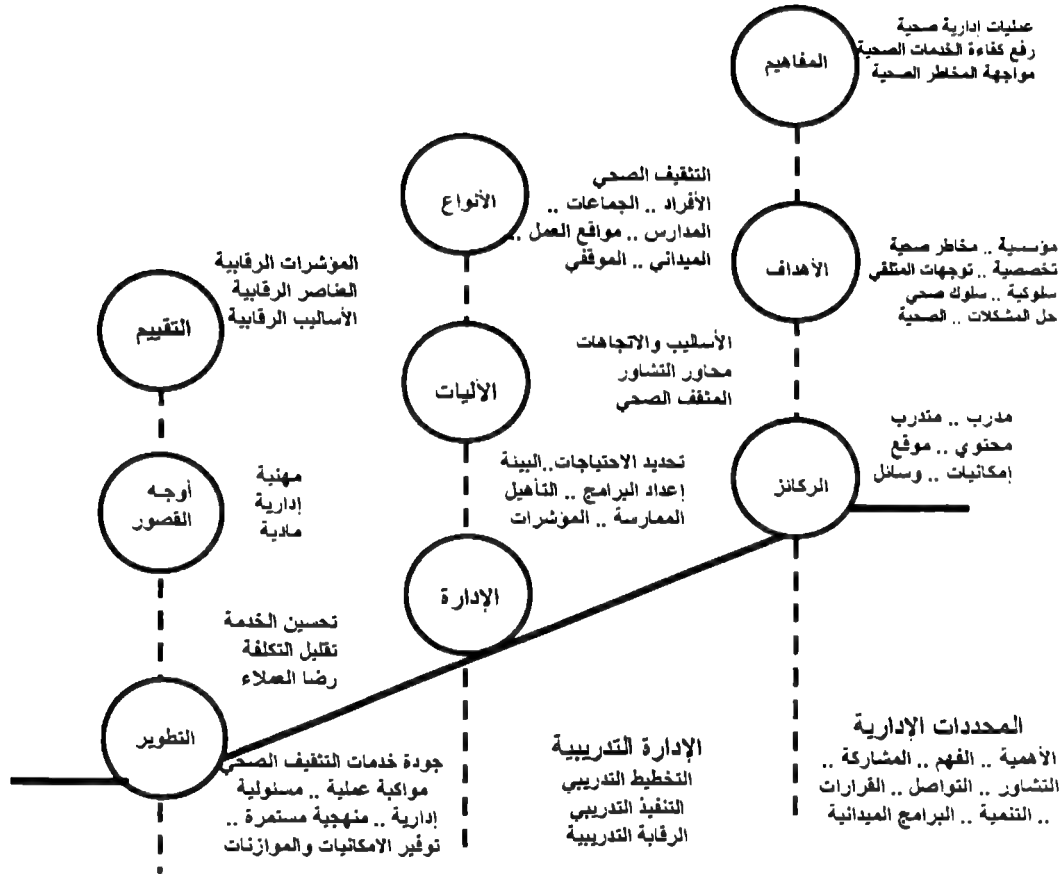 المفاهيم
عمليات إدارية صحية
رفع كفاءة الخدمات الصحية
مواجهة المخاطر الصحية
الأهداف
مؤسسية .. مخاطر صحية
تخصصية .. توجهات المتلقي
سلوكية .. سلوك صحي
حل المشكلات .. الصحية
الركائز
مدرب .. متدرب
محتوي .. موقع
إمكانيات .. وسائل
المحددات الإدارية
الأهمية .. الفهم .. المشاركة ..
التشاور .. التواصل .. القرارات
.. التنمية .. البرامج الميدانية
الأنواع
التثقيف الصحي
الأفراد .. الجماعات ..
المدارس .. مواقع العمل ..
الميداني .. الموقفي
الأليات
الأساليب والاتجاهات
محاور التشاور
المثقف الصحي
الإدارة
تحديد الاحتياجات..البيئة
إعداد البرامج .. التأهيل
الممارسة .. المؤشرات
الإدارة التدريبية
التخطيط التدريبي
التنفيذ التدريبي
الرقابة التدريبية
التقييم
المؤشرات الرقابية
العناصر الرقابية
الأساليب الرقابية
أوجه
القصور
مهنية
إدارية
مادية
التطوير
تحسين الخدمة
تقليل التكلفة
رضا العملاء
جودة خدمات التثقيف الصحي
مواكبة عملية .. مسئولية
إدارية .. منهجية مستمرة ..
توفير الامكانيات والموازنات